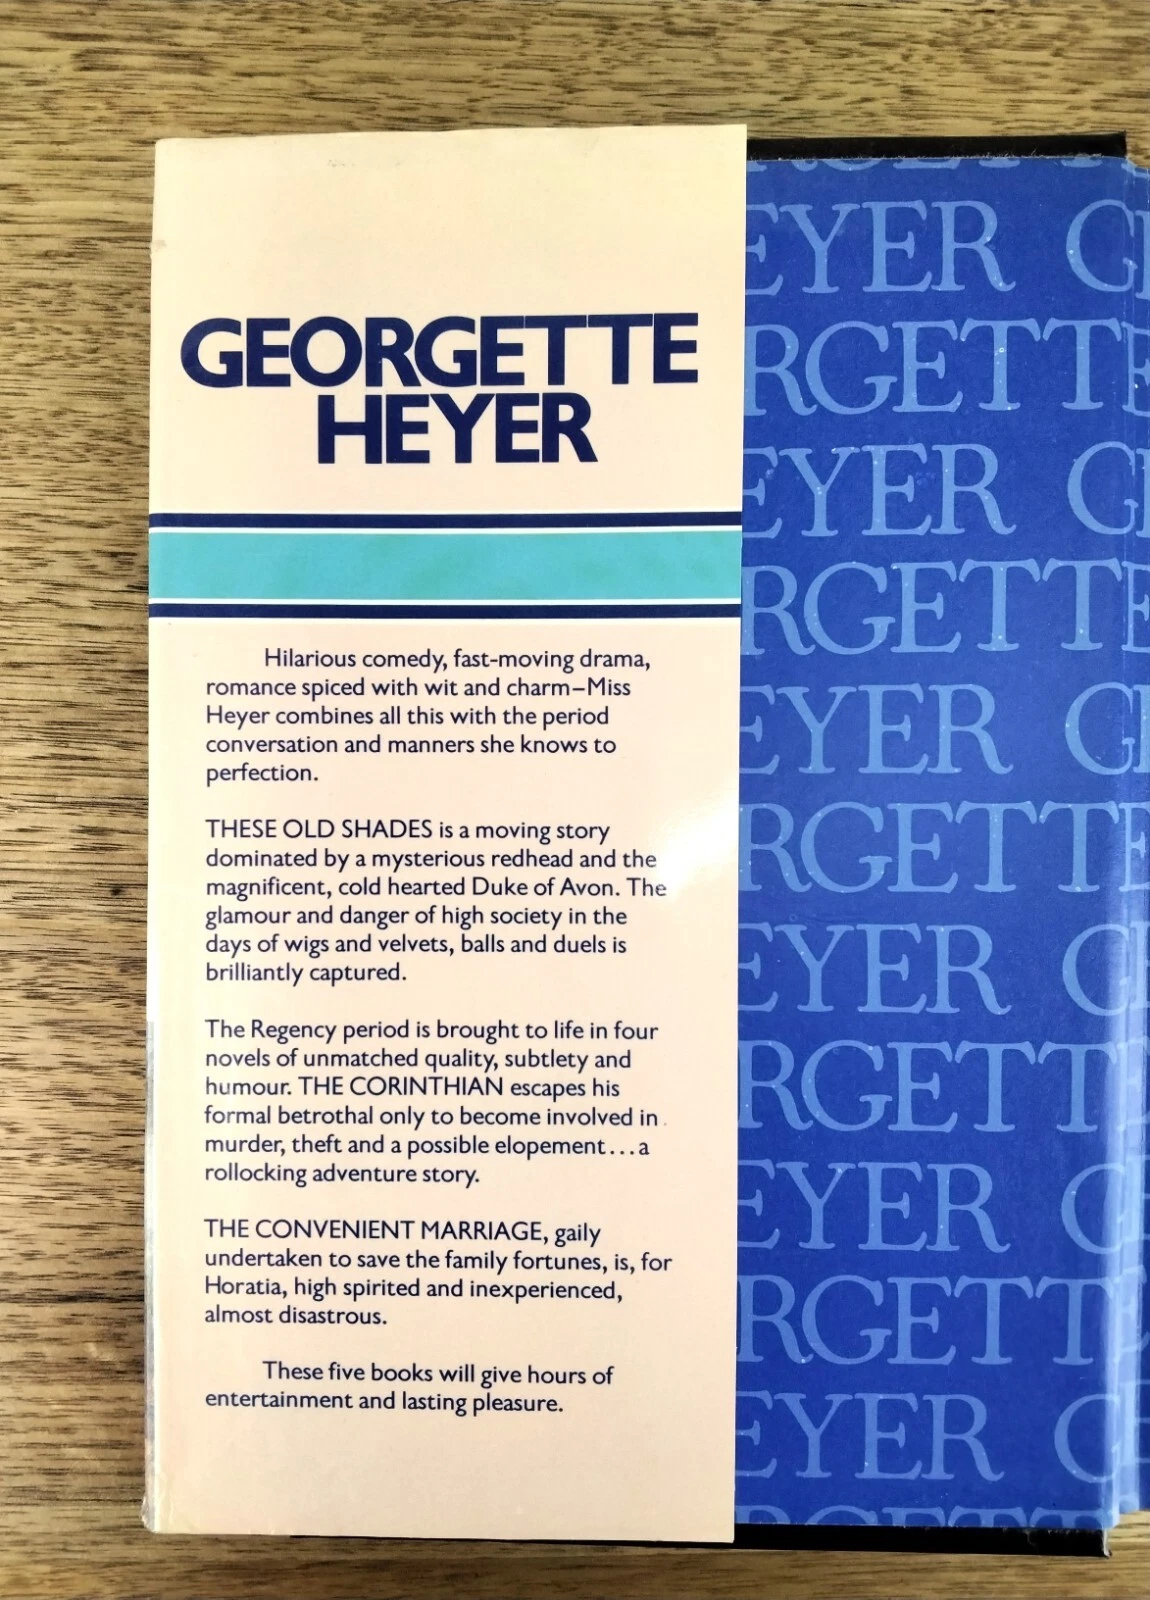 GEORGETTE
HEYER
Hilarious comedy, fast-moving drama,
romance spiced with wit and charm–Miss
Heyer combines all this with the period
conversation and manners she knows to
perfection.
THESE OLD SHADES is a moving story
dominated by a mysterious redhead and the
magnificent, cold hearted Duke of Avon. The
glamour and danger of high society in the
days of wigs and velvets, balls and duels is
brilliantly captured.
The Regency period is brought to life in four
novels of unmatched quality, subtlety and
humour. THE CORINTHIAN escapes his
formal betrothal only to become involved in
murder, theft and a possible elopement...a
rollocking adventure story.
THE CONVENIENT MARRIAGE, gaily
undertaken to save the family fortunes, is, for
Horatia, high spirited and inexperienced,
almost disastrous.
These five books will give hours of
entertainment and lasting pleasure.
EYER G
RGETTE
EYER G
RGETTE
EYER G
RGETTE
EYER G
RGETTE
EYER G
RGETTE
EYER G
RGETTE